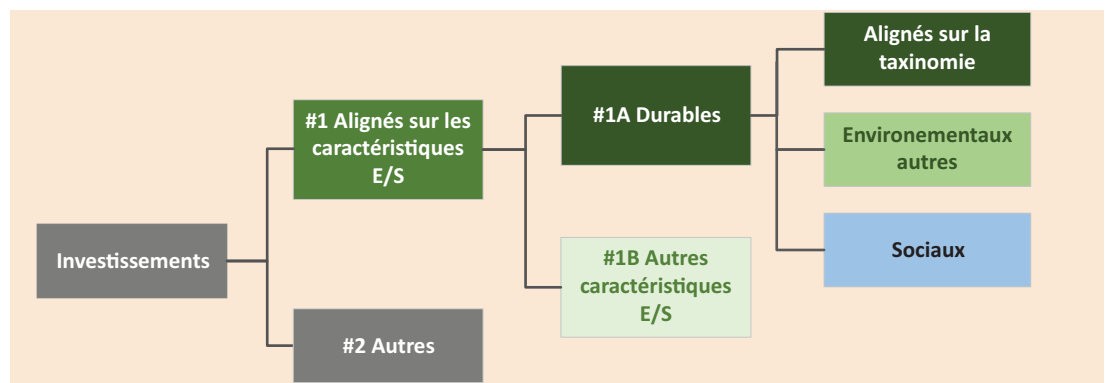 Investissements
#1 Alignés sur les
caractéristiques
E/S
#2 Autres
#1A Durables
#1B Autres
caractéristiques
E/S
Alignés sur la
taxinomie
Environementaux
autres
Sociaux